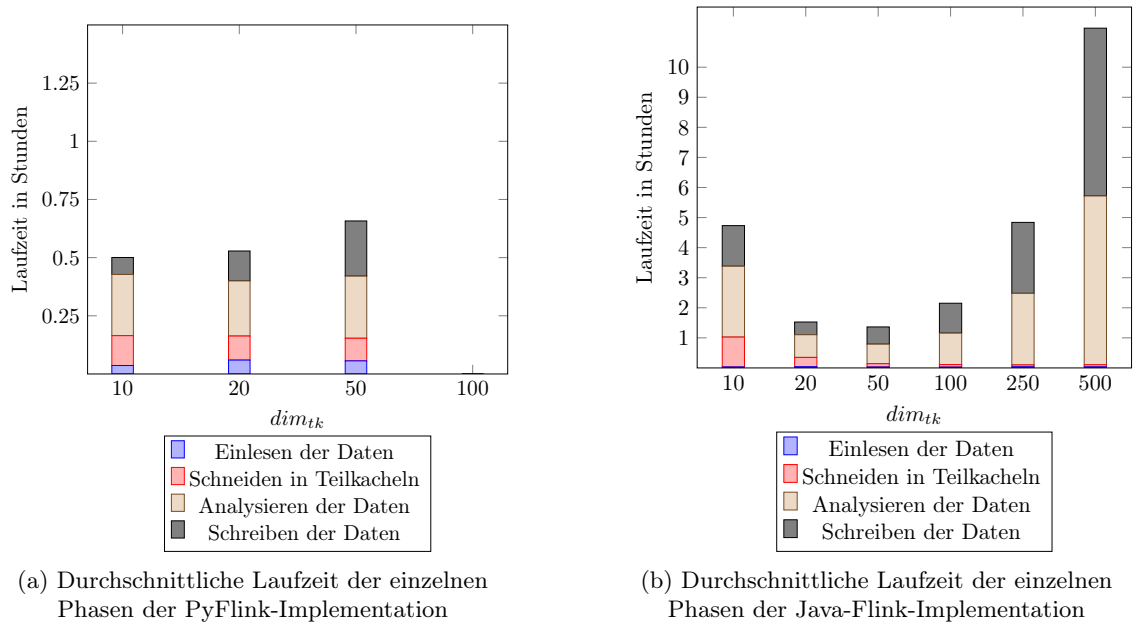 Laufzeit in Stunden
1.25
1
0.75
0.5
0.25
10 20 50 100
dim_tk
Einlesen der Daten
Schneiden in Teilkacheln
Analysieren der Daten
Schreiben der Daten
(a) Durchschnittliche Laufzeit der einzelnen
Phasen der PyFlink-Implementation
Laufzeit in Stunden
10
9
8
7
6
5
4
3
2
1
10 20 50 100 250 500
dim_tk
Einlesen der Daten
Schneiden in Teilkacheln
Analysieren der Daten
Schreiben der Daten
(b) Durchschnittliche Laufzeit der einzelnen
Phasen der Java-Flink-Implementation